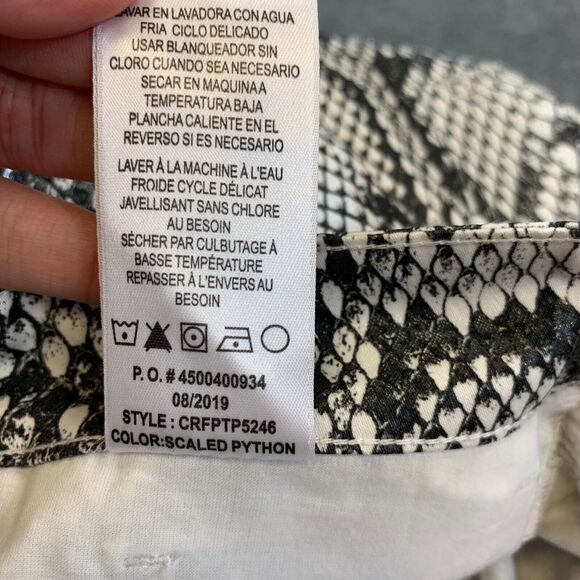 LAVAR EN LAVADORA CON AGUA
FRIA CICLO DELICADO
USAR BLANQUEADOR SIN
CLORO CUANDO SEA NECESARIO
SECAR EN MAQUINA A
TEMPERATURA BAJA
PLANCHA CALIENTE EN EL
REVERSO SI ES NECESARIO
LAVER À LA MACHINE À L'EAU
FROIDE CYCLE DÉLICAT
JAVELLISANT SANS CHLORE
AU BESOIN
SÉCHER PAR CULBUTAGE À
BASSE TEMPÉRATURE
REPASSER À L'ENVERS AU
BESOIN
P. O. # 4500400934
08/2019
STYLE : CRFPTP5246
COLOR:SCALED PYTHON